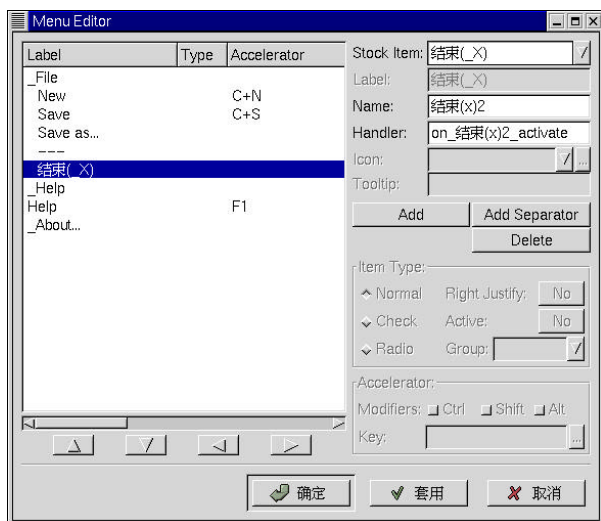 Menu Editor
Label Type Accelerator
_File
New C+N
Save C+S
Save as...
---
结束(_X)
_Help
Help F1
_About...
Stock Item: 结束(_X)
Label: 结束(_X)
Name: 结束(x)2
Handler: on_结束(x)2_activate
Icon: ...
Tooltip:
Add Add Separator
Delete
Item Type:
Normal Right Justify: No
Check Active: No
Radio Group:
Accelerator:
Modifiers: Ctrl Shift Alt
Key: ...
确定 套用 取消